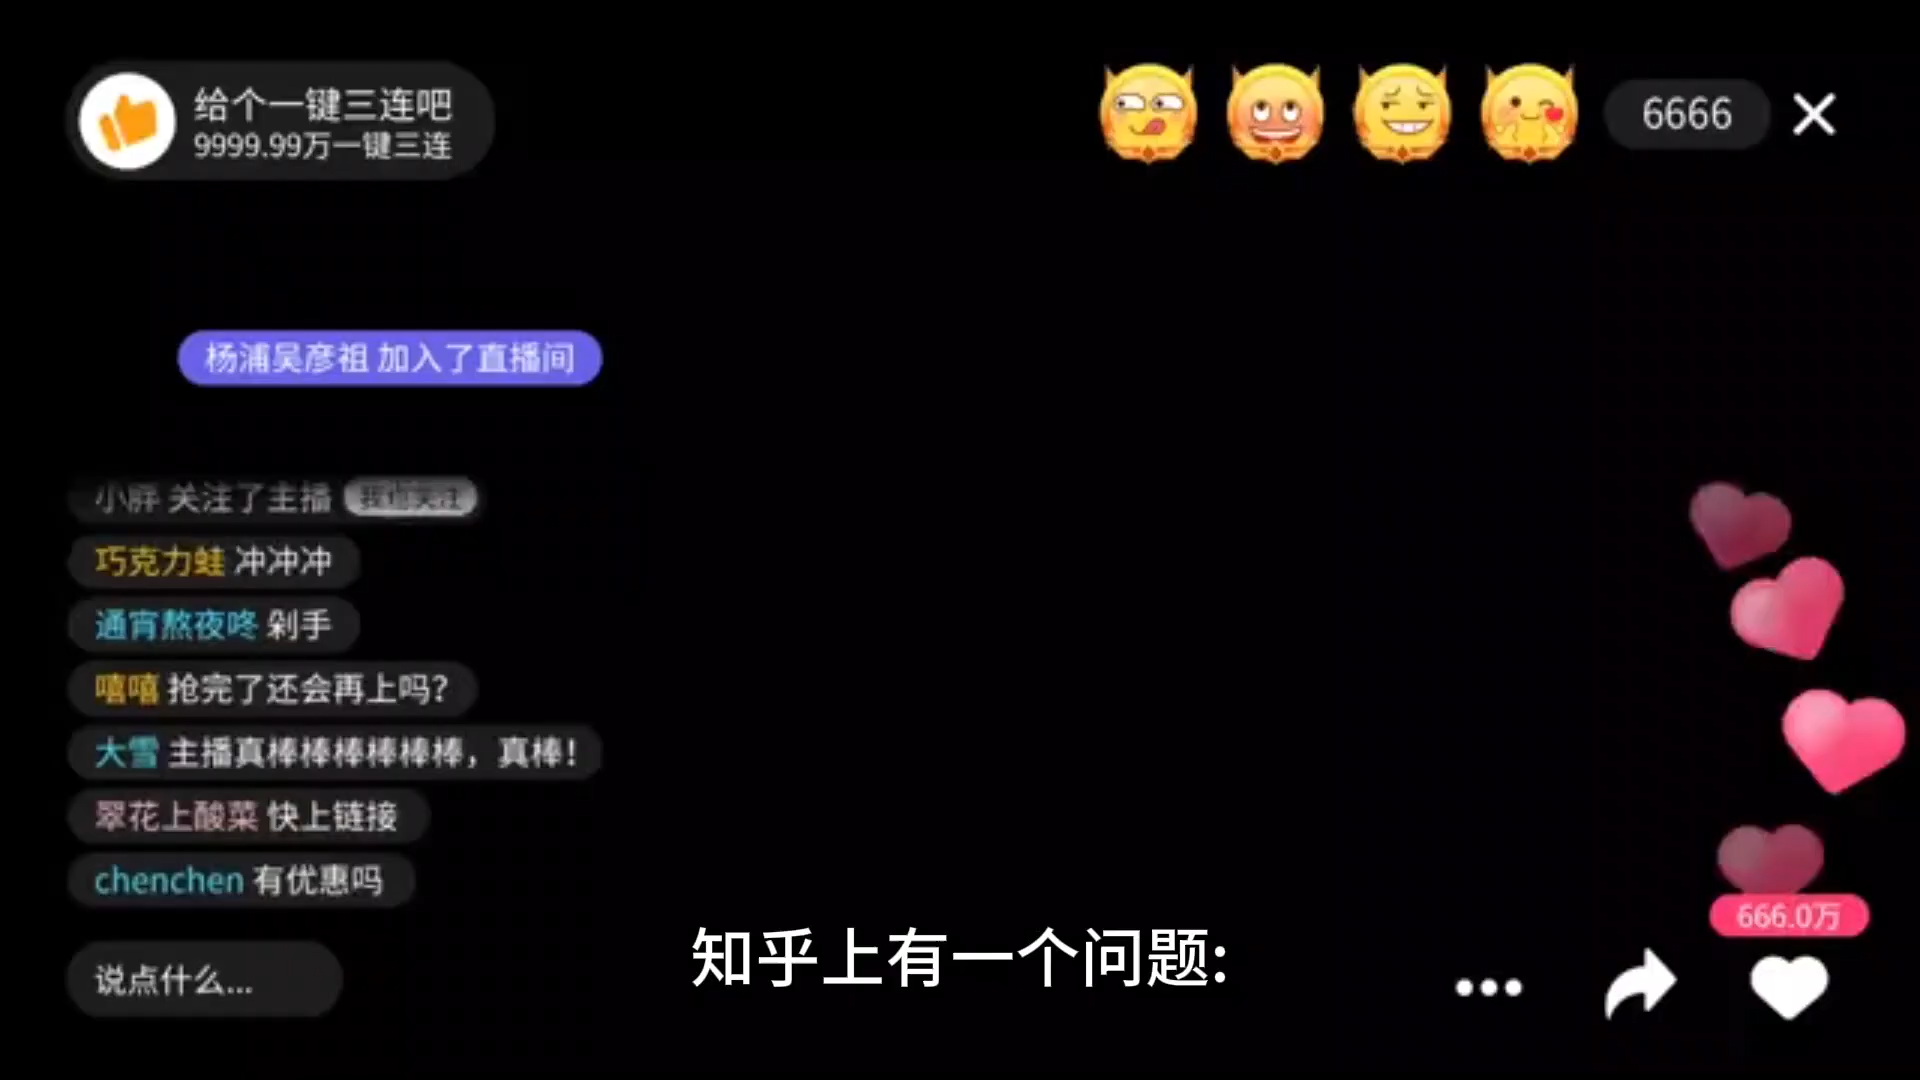 给个一键三连吧
9999.99万一键三连
6666
杨浦吴彦祖 加入了直播间
小胖 关注了主播
巧克力蛙 冲冲冲
通宵熬夜咚 剁手
嘻嘻 抢完了还会再上吗?
大雪 主播真棒棒棒棒棒棒，真棒!
翠花上酸菜 快上链接
chenchen 有优惠吗
666.0万
说点什么...
知乎上有一个问题: